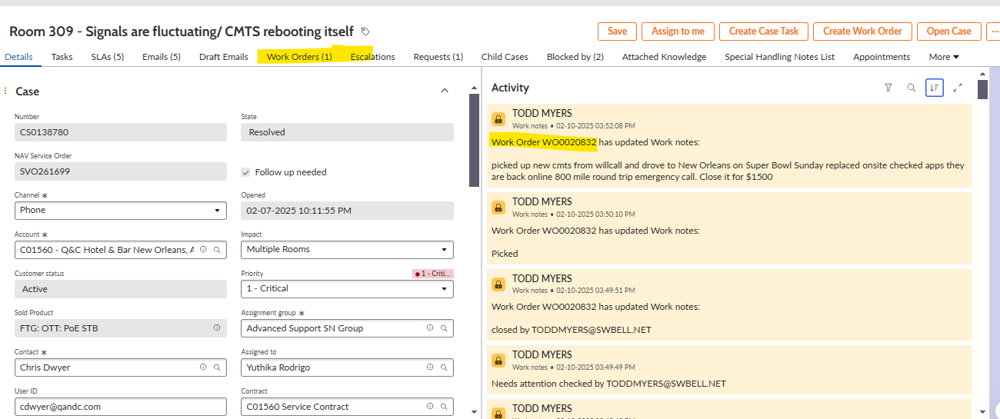 Room 309 - Signals are fluctuating/ CMTS rebooting itself
Save Assign to me Create Case Task Create Work Order Open Case ...
Details Tasks SLAs (5) Emails (5) Draft Emails Work Orders (1) Escalations Requests (1) Child Cases Blocked by (2) Attached Knowledge Special Handling Notes List Appointments More
Case
Number
CS0138780
State
Resolved
NAV Service Order
SVO261699
Follow up needed
Channel *
Phone
Opened
02-07-2025 10:11:55 PM
Account *
C01560 - Q&C Hotel & Bar New Orleans, A
Impact
Multiple Rooms
Customer status
Active
Priority
1 - Criti...
1 - Critical
Sold Product
FTG: OTT: PoE STB
Assignment group *
Advanced Support SN Group
Contact *
Chris Dwyer
Assigned to
Yuthika Rodrigo
User ID
cdwyer@qandc.com
Contract
C01560 Service Contract
Activity
TODD MYERS
Work notes • 02-10-2025 03:52:08 PM
Work Order WO0020832 has updated Work notes:
picked up new cmts from willcall and drove to New Orleans on Super Bowl Sunday replaced onsite checked apps they
are back online 800 mile round trip emergency call. Close it for $1500
TODD MYERS
Work notes • 02-10-2025 03:50:10 PM
Work Order WO0020832 has updated Work notes:
Picked
TODD MYERS
Work notes • 02-10-2025 03:49:51 PM
Work Order WO0020832 has updated Work notes:
closed by TODDMYERS@SWBELL.NET
TODD MYERS
Work notes • 02-10-2025 03:49:49 PM
Needs attention checked by TODDMYERS@SWBELL.NET
TODD MYERS